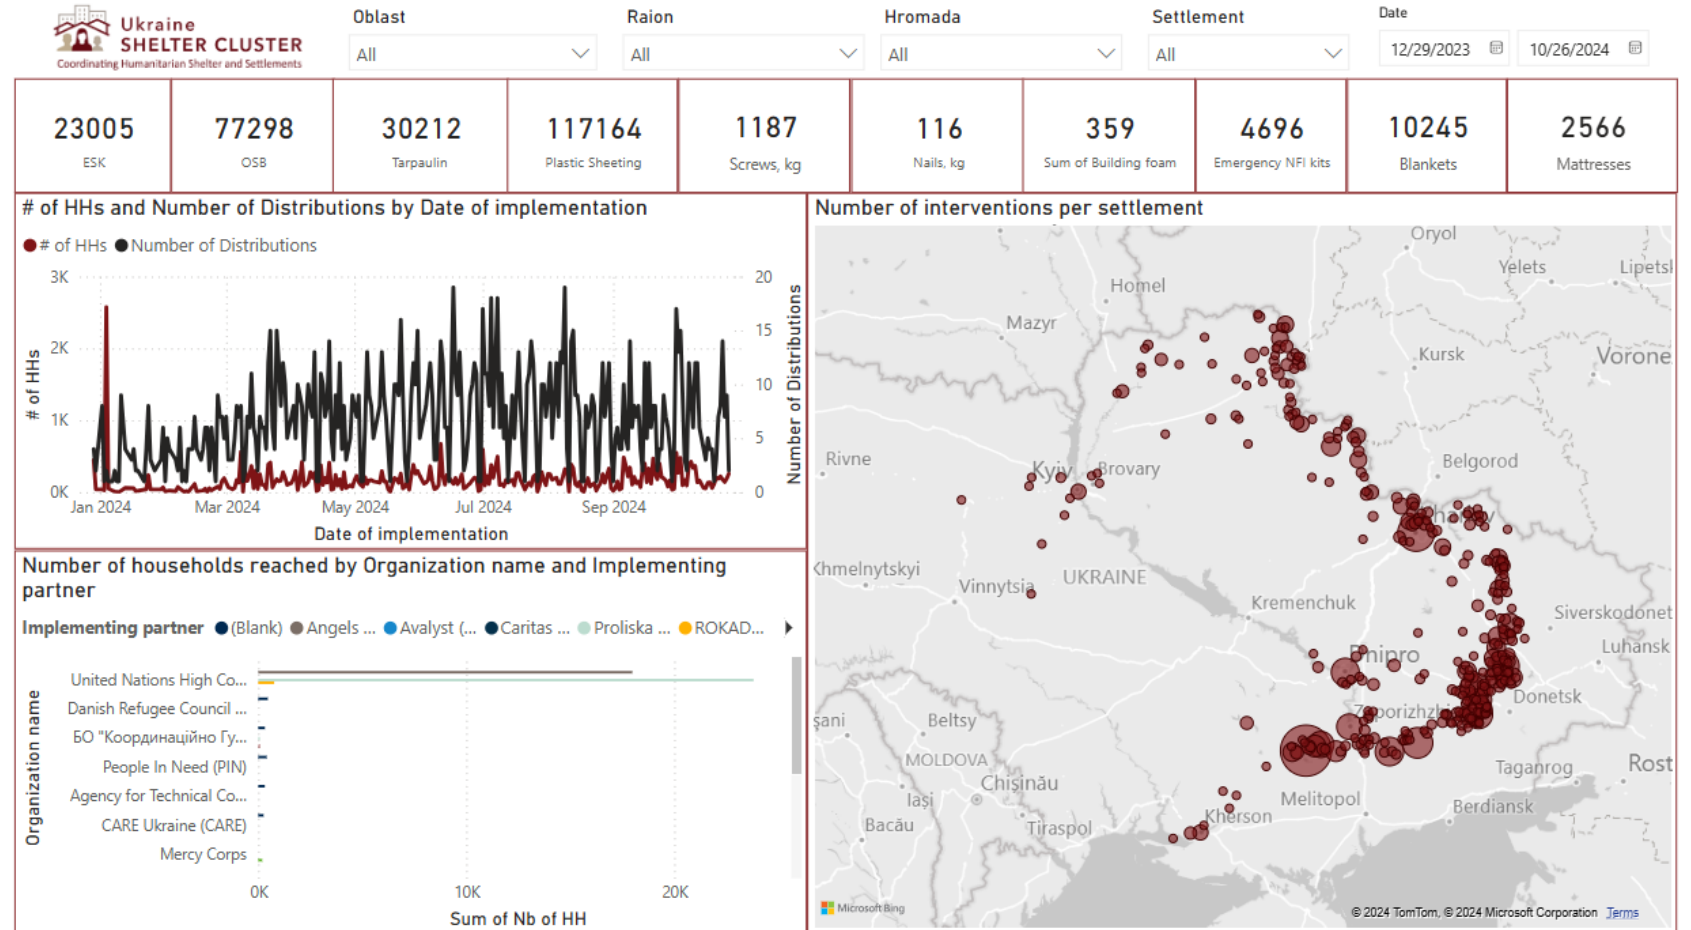 Ukraine
SHELTER CLUSTER
Coordinating Humanitarian Shelter and Settlements
Oblast
All
Raion
All
Hromada
All
Settlement
All
Date
12/29/2023
10/26/2024
23005
ESK
77298
OSB
30212
Tarpaulin
117164
Plastic Sheeting
1187
Screws, kg
116
Nails, kg
359
Sum of Building foam
4696
Emergency NFI kits
10245
Blankets
2566
Mattresses
# of HHs and Number of Distributions by Date of implementation
# of HHs
Number of Distributions
3K
2K
1K
0K
# of HHs
20
15
10
5
0
Number of Distributions
Jan 2024
Mar 2024
May 2024
Jul 2024
Sep 2024
Date of implementation
Number of households reached by Organization name and Implementing
partner
Implementing partner
(Blank)
Angels ...
Avalyst (...
Caritas ...
Proliska ...
ROKAD...
Organization name
United Nations High Co...
Danish Refugee Council ...
БО "Координаційно Гу...
People In Need (PIN)
Agency for Technical Co...
CARE Ukraine (CARE)
Mercy Corps
0K
10K
20K
Sum of Nb of HH
Number of interventions per settlement
Oryol
Yelets
Lipetsk
Homel
Mazyr
Kursk
Vorone
Rivne
Kyiv
Brovary
Belgorod
Khmelnytskyi
Vinnytsia
UKRAINE
Kremenchuk
Siverskodonet
Luhansk
Dnipro
Donetsk
șani
Beltsy
MOLDOVA
Chișinău
Iași
Taganrog
Rost
Melitopol
Berdiansk
Kherson
Bacău
Tiraspol
Microsoft Bing
© 2024 TomTom, © 2024 Microsoft Corporation
Terms